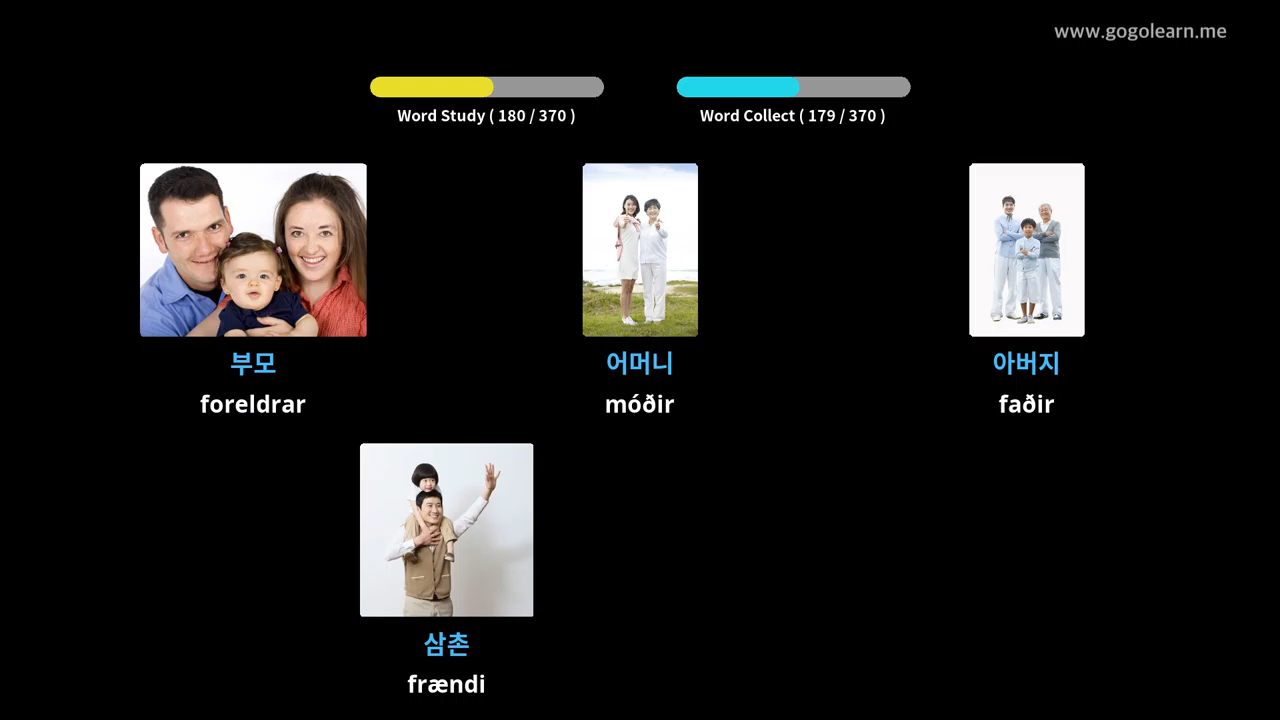 www.gogolearn.me
Word Study ( 180 / 370 )
Word Collect ( 179 / 370 )
부모
foreldrar
어머니
móðir
아버지
faðir
삼촌
frændi